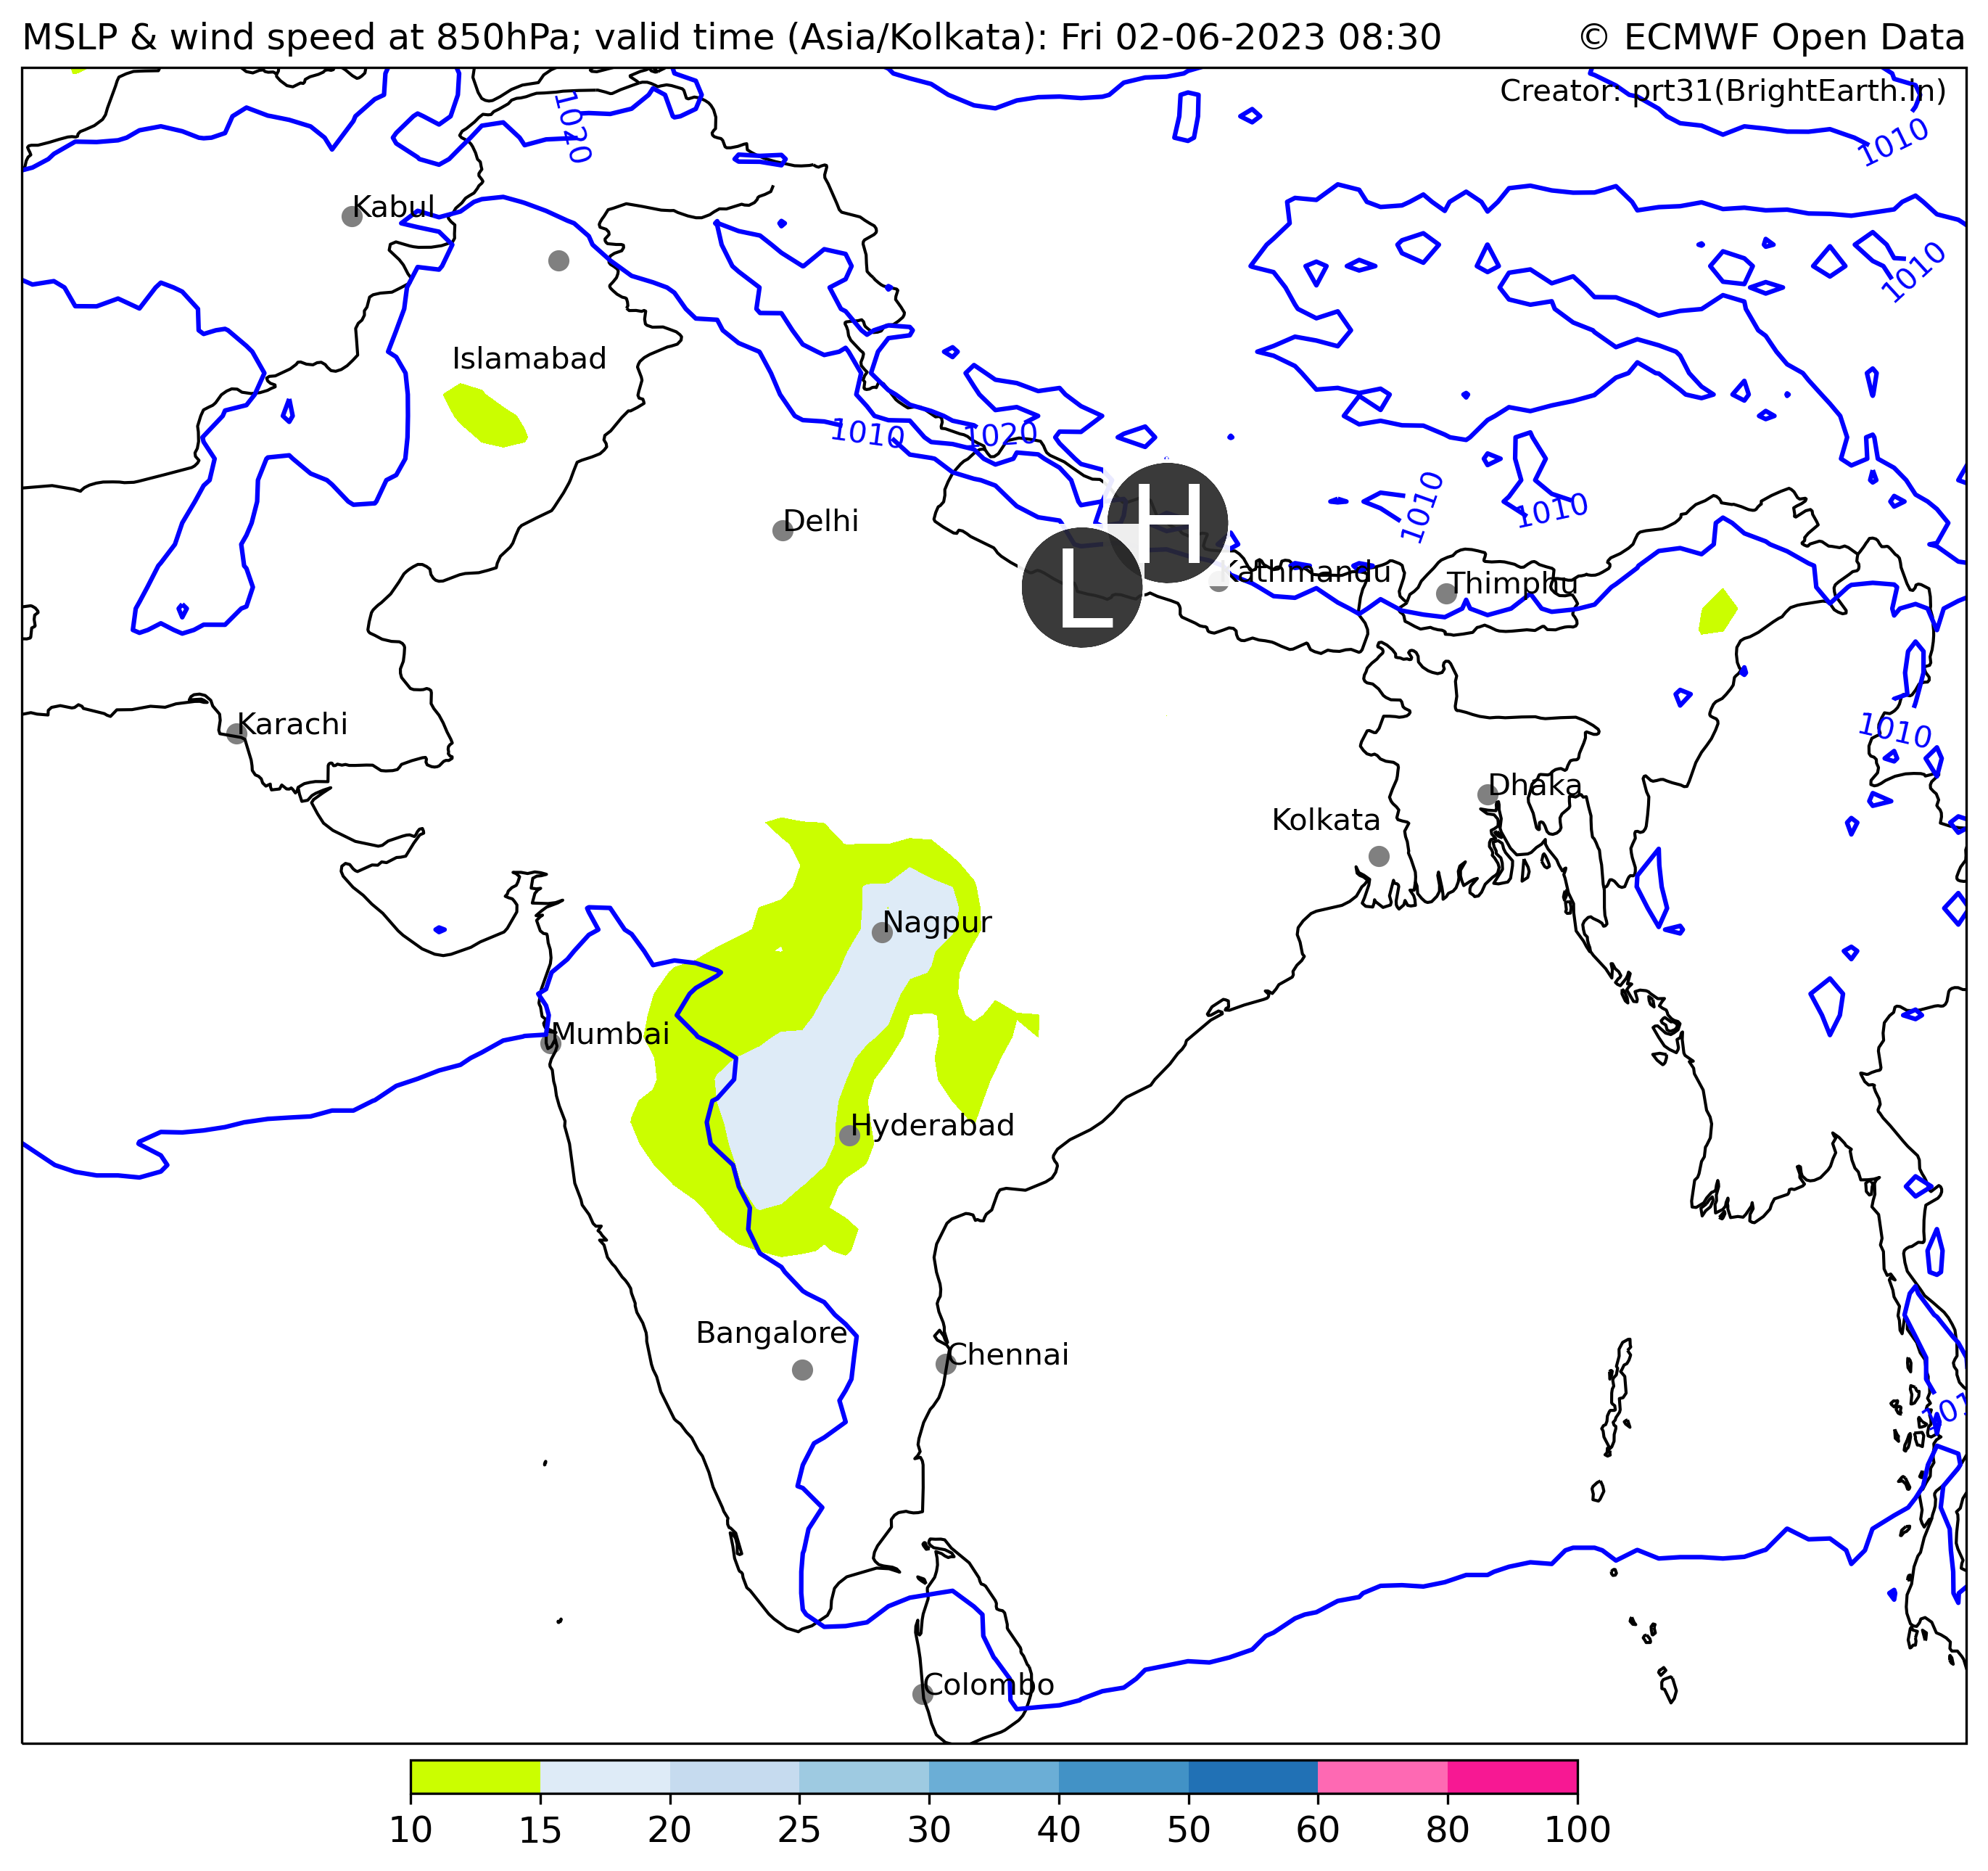 MSLP & wind speed at 850hPa; valid time (Asia/Kolkata): Fri 02-06-2023 08:30
© ECMWF Open Data
Creator: prt31(BrightEarth.In)
1020
1010
Kabul
1010
Islamabad
1010
1020
1010
1010
H
Delhi
L
Kathmandu
Thimphu
Karachi
1010
Dhaka
Kolkata
Nagpur
Mumbai
Hyderabad
Bangalore
Chennai
Colombo
10 15 20 25 30 40 50 60 80 100